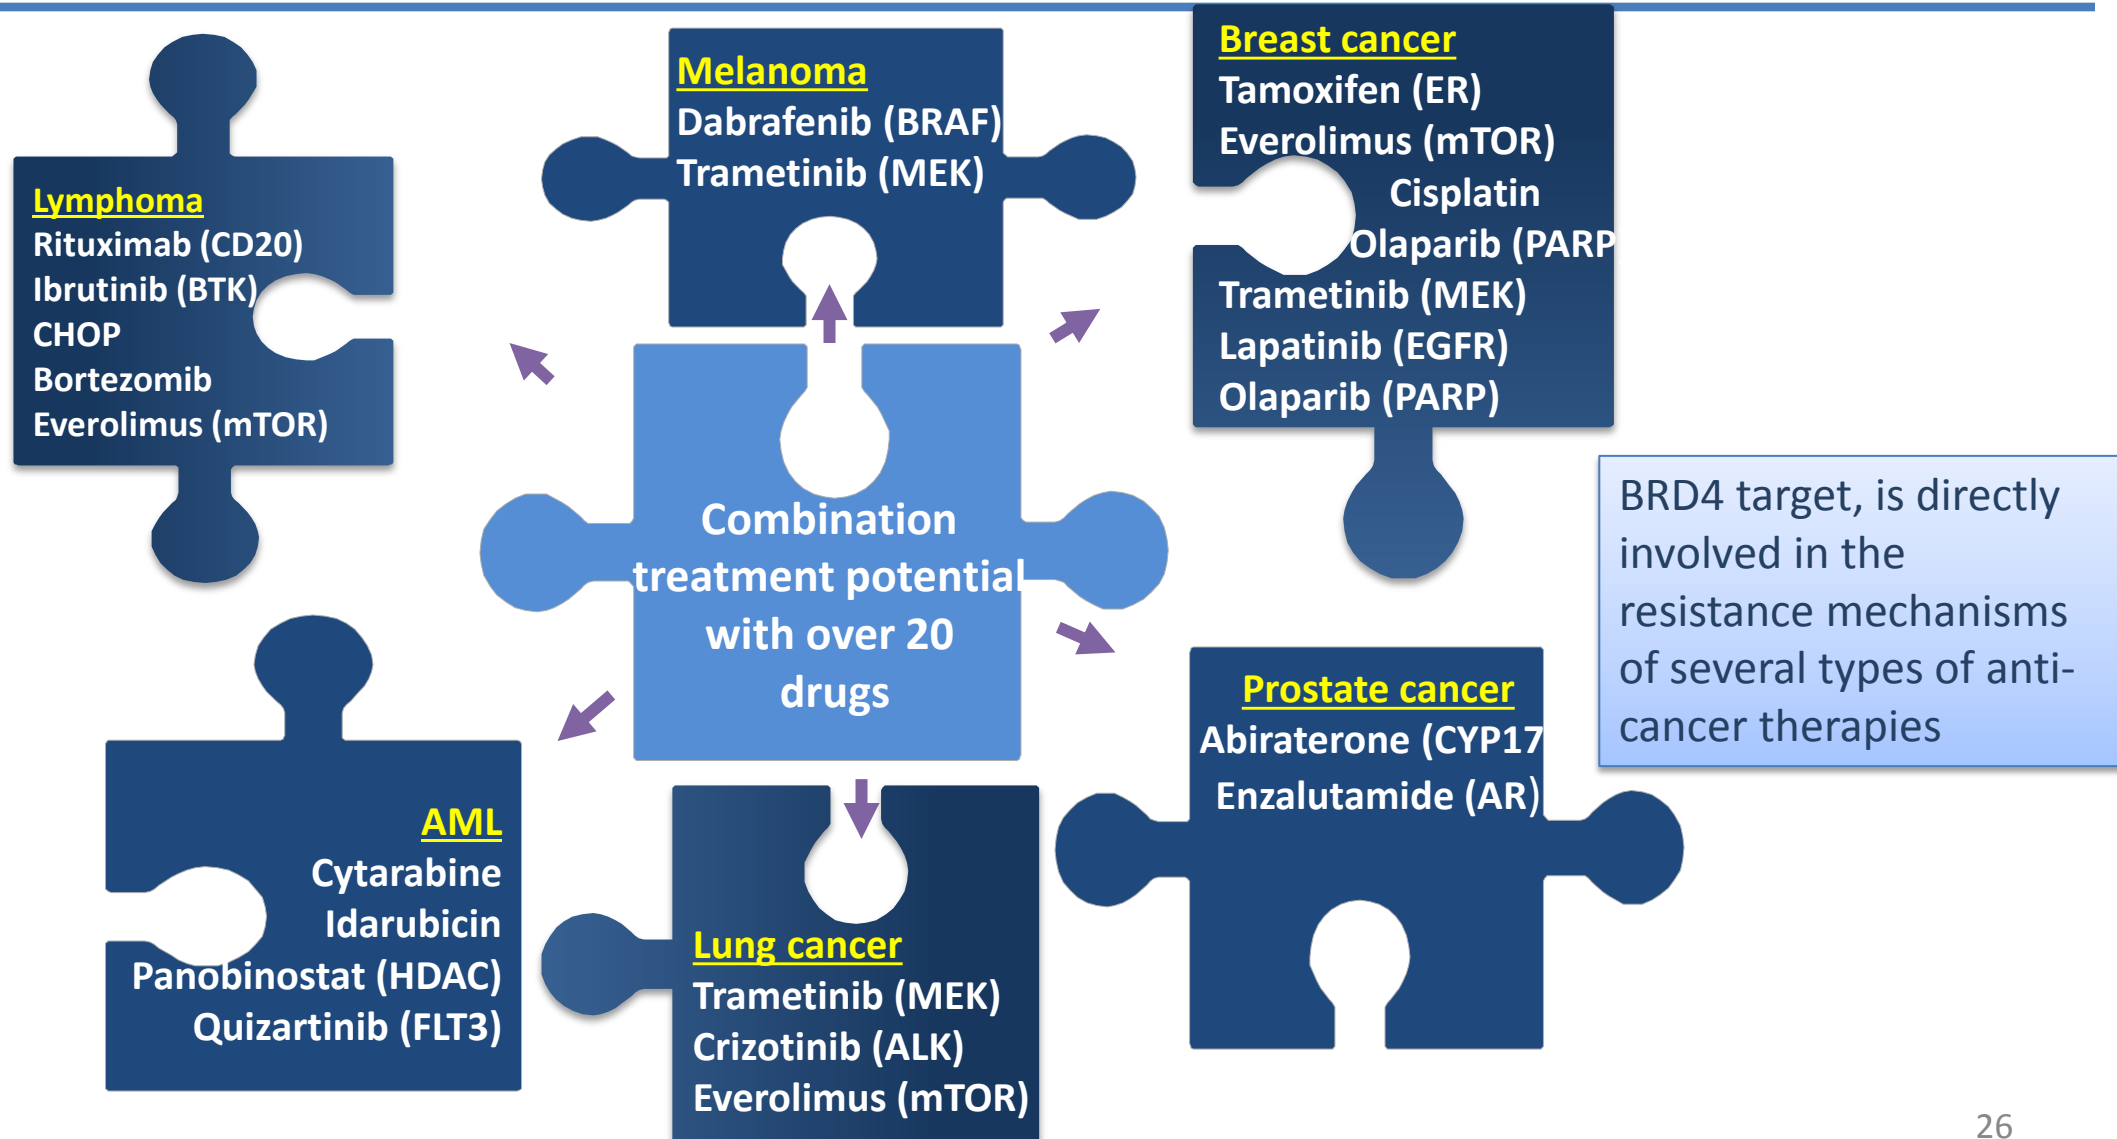 Lymphoma
Rituximab (CD20)
Ibrutinib (BTK)
CHOP
Bortezomib
Everolimus (mTOR)
Melanoma
Dabrafenib (BRAF)
Trametinib (MEK)
Breast cancer
Tamoxifen (ER)
Everolimus (mTOR)
Cisplatin
Olaparib (PARP
Trametinib (MEK)
Lapatinib (EGFR)
Olaparib (PARP)
Combination
treatment potential
with over 20
drugs
BRD4 target, is directly
involved in the
resistance mechanisms
of several types of anti-
cancer therapies
AML
Cytarabine
Idarubicin
Panobinostat (HDAC)
Quizartinib (FLT3)
Lung cancer
Trametinib (MEK)
Crizotinib (ALK)
Everolimus (mTOR)
Prostate cancer
Abiraterone (CYP17
Enzalutamide (AR)
26